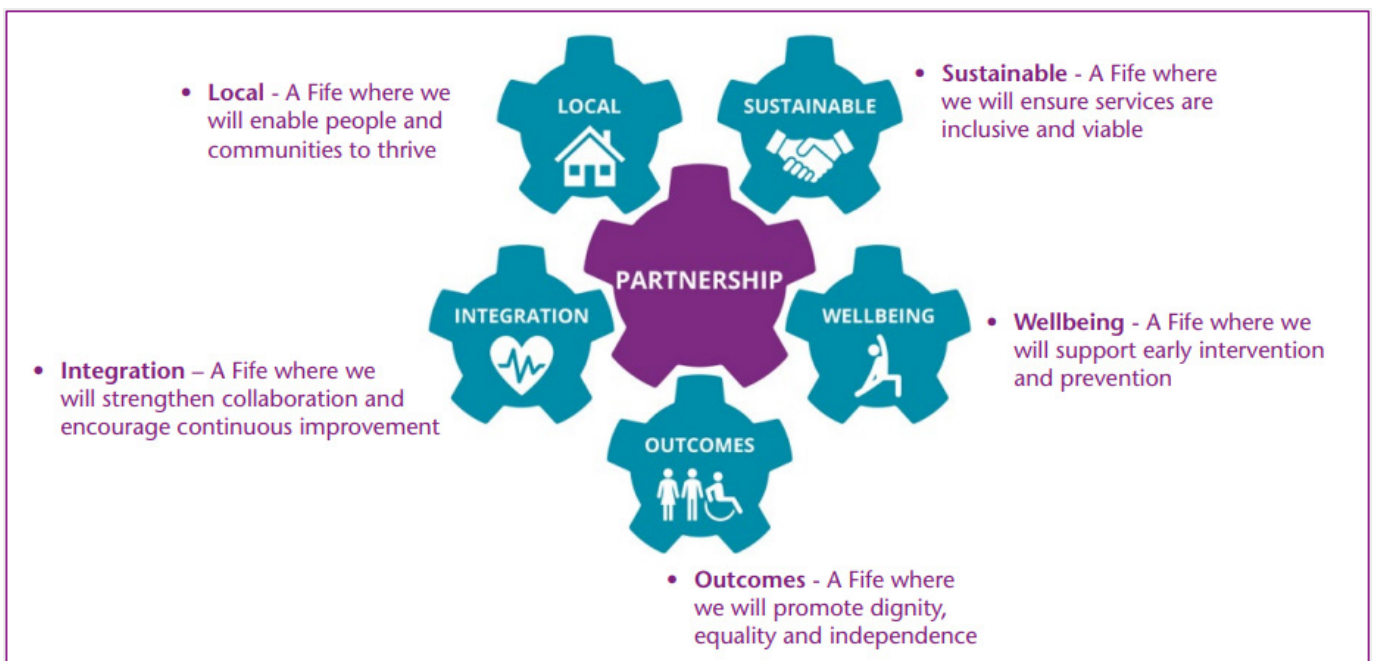 LOCAL
• Local - A Fife where we
will enable people and
communities to thrive
SUSTAINABLE
• Sustainable - A Fife where
we will ensure services are
inclusive and viable
PARTNERSHIP
INTEGRATION
• Integration – A Fife where we
will strengthen collaboration and
encourage continuous improvement
WELLBEING
• Wellbeing - A Fife where we
will support early intervention
and prevention
OUTCOMES
• Outcomes - A Fife where
we will promote dignity,
equality and independence